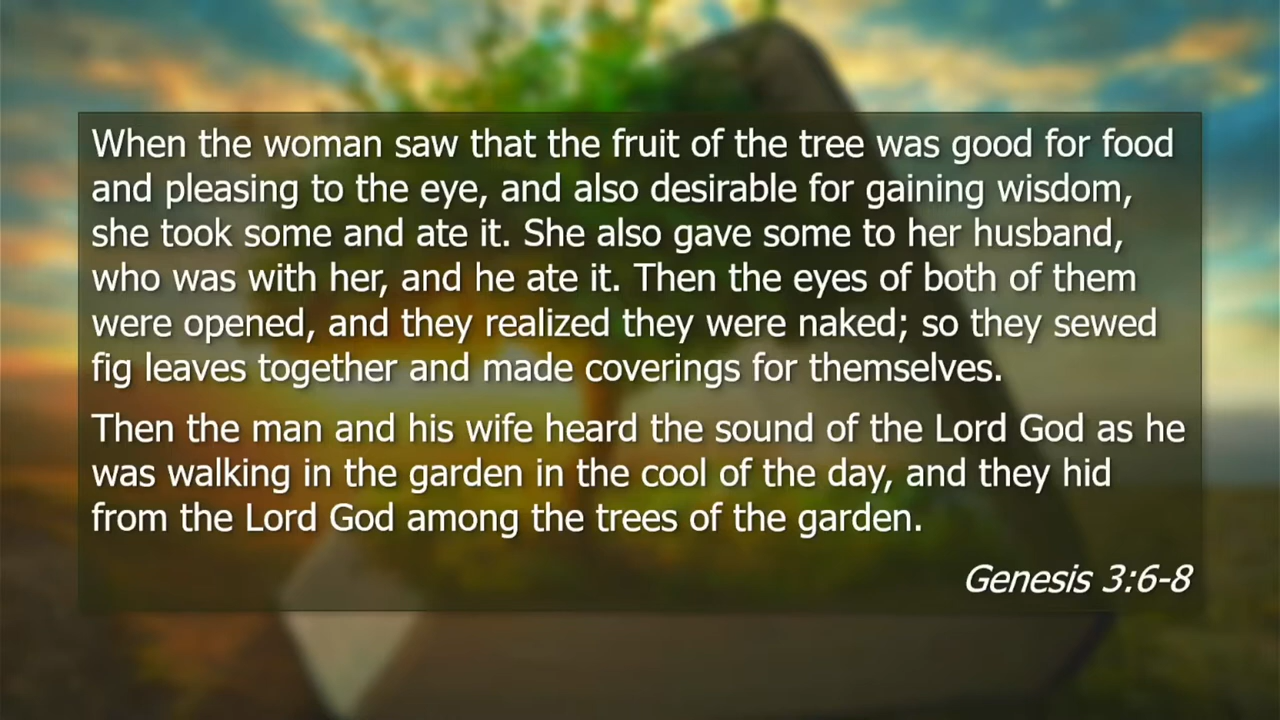 When the woman saw that the fruit of the tree was good for food
and pleasing to the eye, and also desirable for gaining wisdom,
she took some and ate it. She also gave some to her husband,
who was with her, and he ate it. Then the eyes of both of them
were opened, and they realized they were naked; so they sewed
fig leaves together and made coverings for themselves.
Then the man and his wife heard the sound of the Lord God as he
was walking in the garden in the cool of the day, and they hid
from the Lord God among the trees of the garden.
Genesis 3:6-8